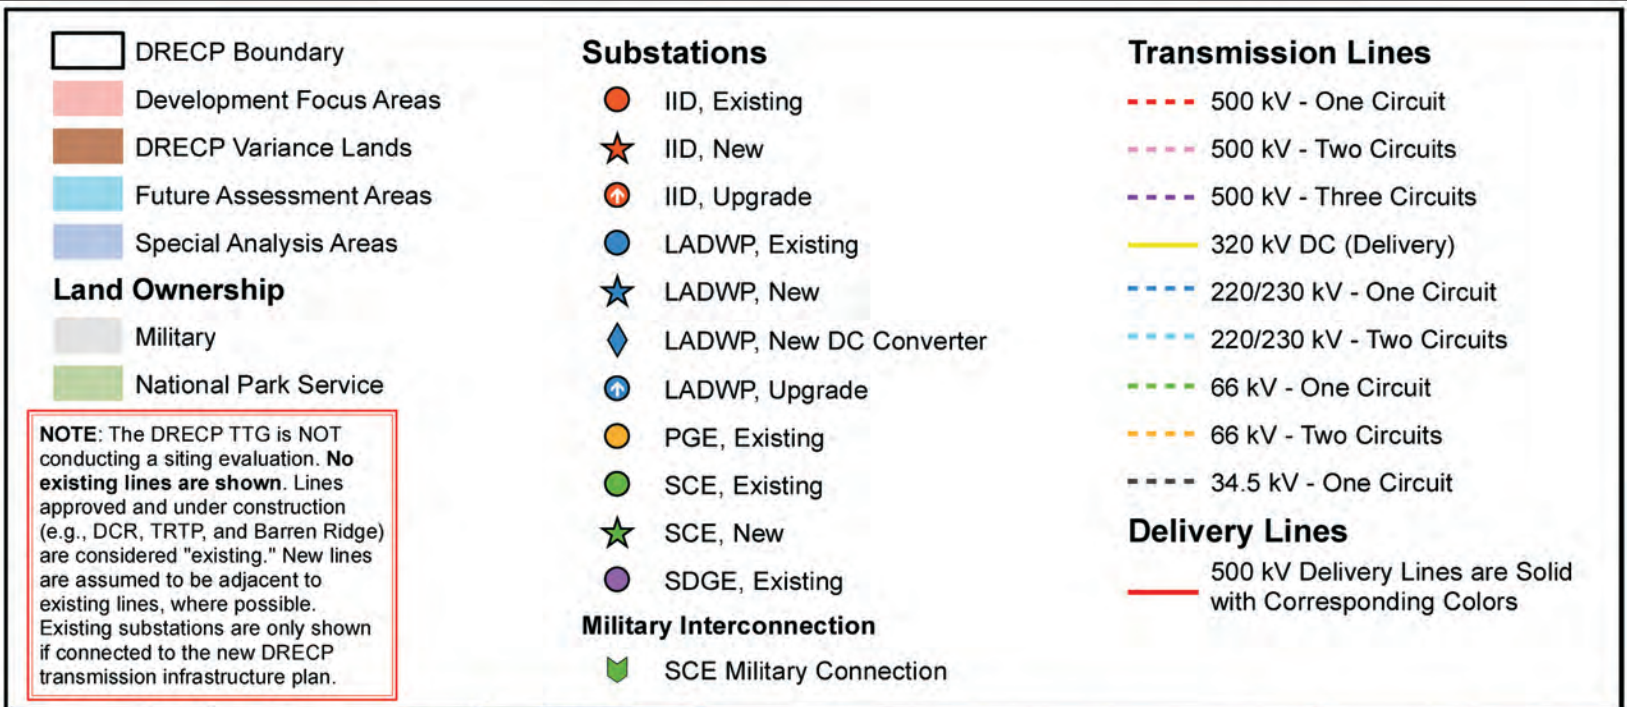 DRECP Boundary
Development Focus Areas
DRECP Variance Lands
Future Assessment Areas
Special Analysis Areas
Land Ownership
Military
National Park Service
NOTE: The DRECP TTG is NOT
conducting a siting evaluation. No
existing lines are shown. Lines
approved and under construction
(e.g., DCR, TRTP, and Barren Ridge)
are considered "existing." New lines
are assumed to be adjacent to
existing lines, where possible.
Existing substations are only shown
if connected to the new DRECP
transmission infrastructure plan.
Substations
IID, Existing
IID, New
IID, Upgrade
LADWP, Existing
LADWP, New
LADWP, New DC Converter
LADWP, Upgrade
PGE, Existing
SCE, Existing
SCE, New
SDGE, Existing
Military Interconnection
SCE Military Connection
Transmission Lines
500 kV - One Circuit
500 kV - Two Circuits
500 kV - Three Circuits
320 kV DC (Delivery)
220/230 kV - One Circuit
220/230 kV - Two Circuits
66 kV - One Circuit
66 kV - Two Circuits
34.5 kV - One Circuit
Delivery Lines
500 kV Delivery Lines are Solid
with Corresponding Colors